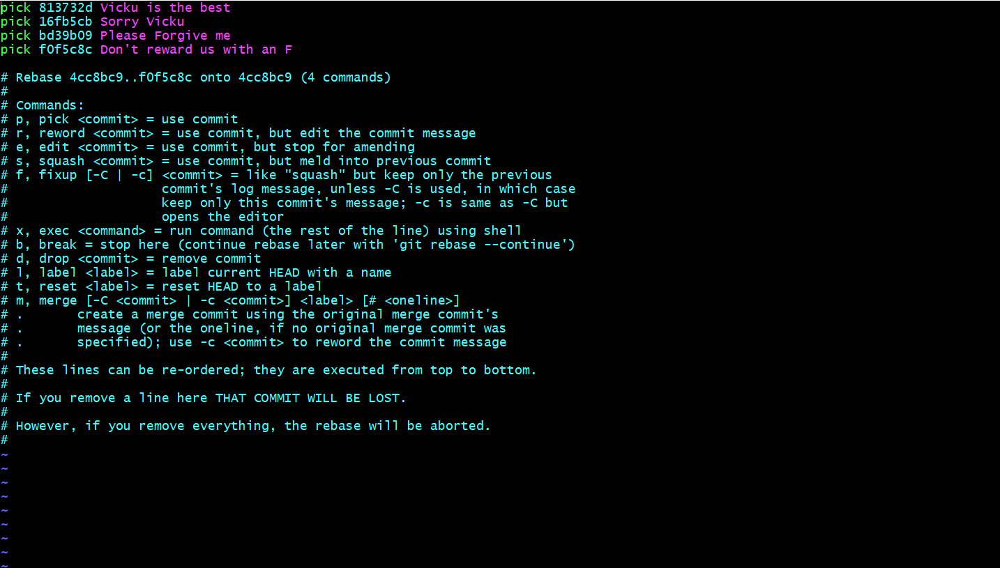 pick 813732d Vicku is the best
pick 16fb5cb Sorry Vicku
pick bd39b09 Please Forgive me
pick f0f5c8c Don't reward us with an F

# Rebase 4cc8bc9..f0f5c8c onto 4cc8bc9 (4 commands)
#
# Commands:
# p, pick <commit> = use commit
# r, reword <commit> = use commit, but edit the commit message
# e, edit <commit> = use commit, but stop for amending
# s, squash <commit> = use commit, but meld into previous commit
# f, fixup [-C | -c] <commit> = like "squash" but keep only the previous
#                    commit's log message, unless -C is used, in which case
#                    keep only this commit's message; -c is same as -C but
#                    opens the editor
# x, exec <command> = run command (the rest of the line) using shell
# b, break = stop here (continue rebase later with 'git rebase --continue')
# d, drop <commit> = remove commit
# l, label <label> = label current HEAD with a name
# t, reset <label> = reset HEAD to a label
# m, merge [-C <commit> | -c <commit>] <label> [# <oneline>]
# .       create a merge commit using the original merge commit's
# .       message (or the oneline, if no original merge commit was
# .       specified); use -c <commit> to reword the commit message
#
# These lines can be re-ordered; they are executed from top to bottom.
#
# If you remove a line here THAT COMMIT WILL BE LOST.
#
# However, if you remove everything, the rebase will be aborted.
#
~
~
~
~
~
~
~
~
~